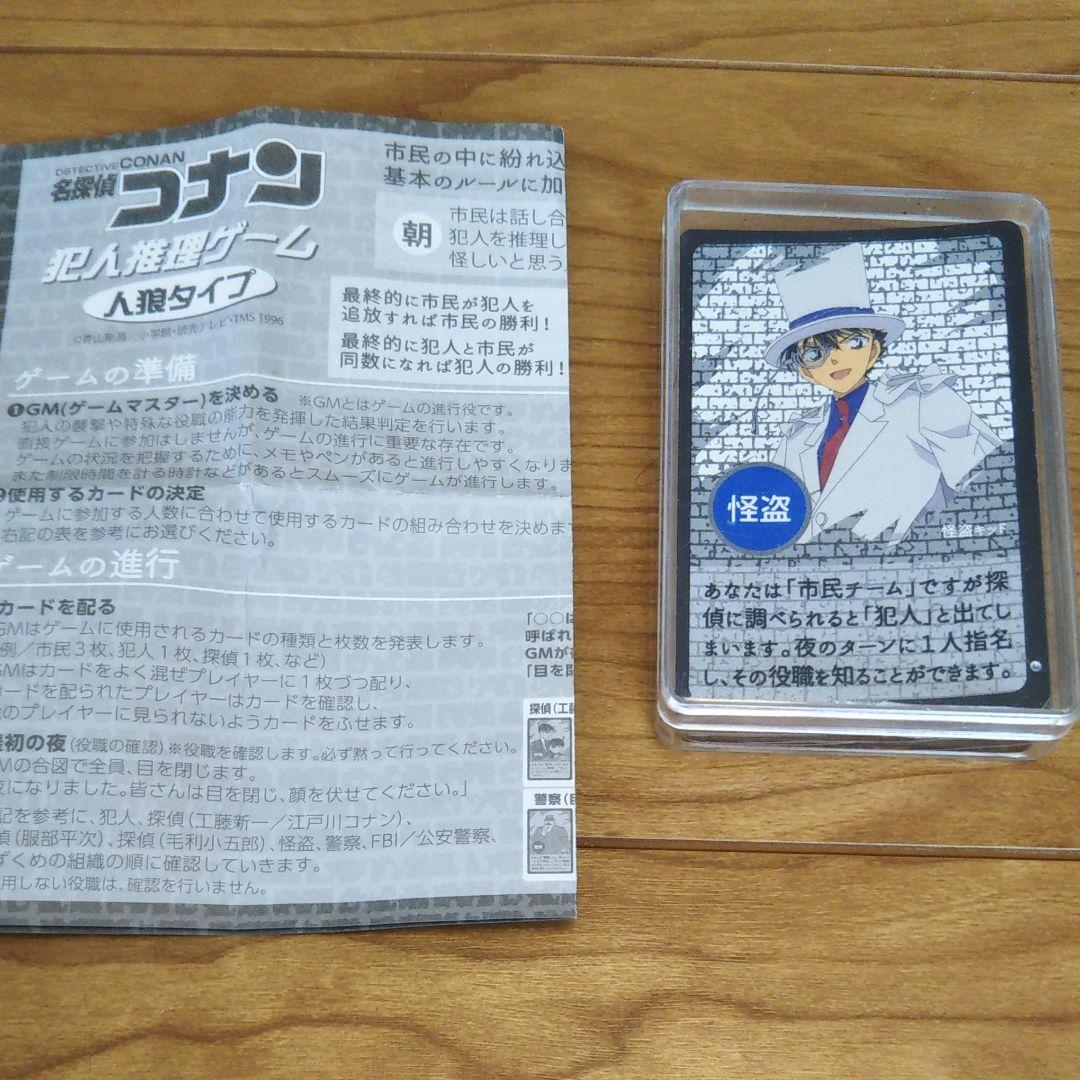 DETECTIVE CONAN
名探偵コナン
犯人推理ゲーム
人狼タイプ
©青山剛昌/小学館・読売テレビ・TMS 1996
市民の中に紛れ込
基本のルールに加
朝
市民は話し合
犯人を推理し
怪しいと思う
最終的に市民が犯人を
追放すれば市民の勝利!
最終的に犯人と市民が
同数になれば犯人の勝利!
ゲームの準備
❶GM(ゲームマスター)を決める ※GMとはゲームの進行役です。
犯人の襲撃や特殊な役職の能力を発揮した結果判定を行います。
直接ゲームに参加はしませんが、ゲームの進行に重要な存在です。
ゲームの状況を把握するために、メモやペンがあると進行しやすくなりま
また制限時間を計る時計などがあるとスムーズにゲームが進行します。
使用するカードの決定
ゲームに参加する人数に合わせて使用するカードの組み合わせを決めます
右記の表を参考にお選びください。
ゲームの進行
カードを配る
GMはゲームに使用されるカードの種類と枚数を発表します。
例/市民3枚、犯人1枚、探偵1枚、など)
GMはカードをよく混ぜプレイヤーに1枚づつ配り、
カードを配られたプレイヤーはカードを確認し、
のプレイヤーに見られないようカードをふせます。
最初の夜(役職の確認)※役職を確認します。必ず黙って行ってください。
Mの合図で全員、目を閉じます。
夜になりました。皆さんは目を閉じ、顔を伏せてください。」
記を参考に、犯人、探偵(工藤新一/江戸川コナン)、
偵(服部平次)、探偵(毛利小五郎)、怪盗、警察、FBI/公安警察、
ずくめの組織の順に確認していきます。
用しない役職は、確認を行いません。
「○○は
呼ばれ
GMが
「目を閉
探偵(工藤
警察(目
怪盗
怪盗キッド
あなたは「市民チーム」ですが探
偵に調べられると「犯人」と出てし
まいます。夜のターンに1人指名
し、その役職を知ることができます。